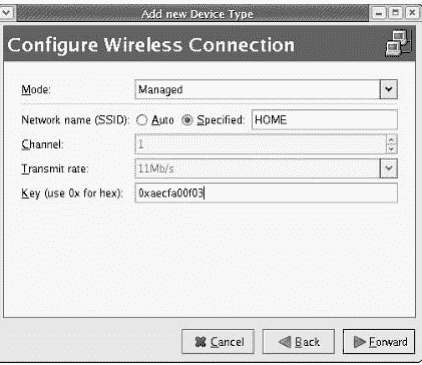 Add new Device Type
Configure Wireless Connection
Mode: Managed
Network name (SSID): Auto Specified: HOME
Channel: 1
Transmit rate: 11Mb/s
Key (use 0x for hex): 0xaecfa00f03
Cancel Back Forward